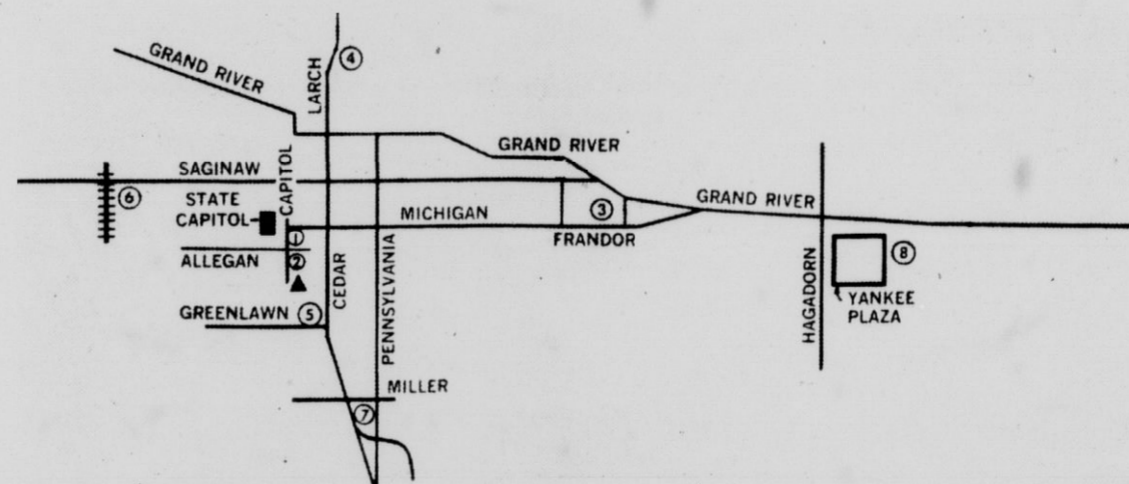 GRAND RIVER
LARCH
④
GRAND RIVER
SAGINAW
CAPITOL
⑥
STATE
CAPITOL
MICHIGAN
③
GRAND RIVER
①
FRANDOR
ALLEGAN
②
CEDAR
PENNSYLVANIA
HAGADORN
⑧
YANKEE
PLAZA
GREENLAWN
⑤
MILLER
⑦